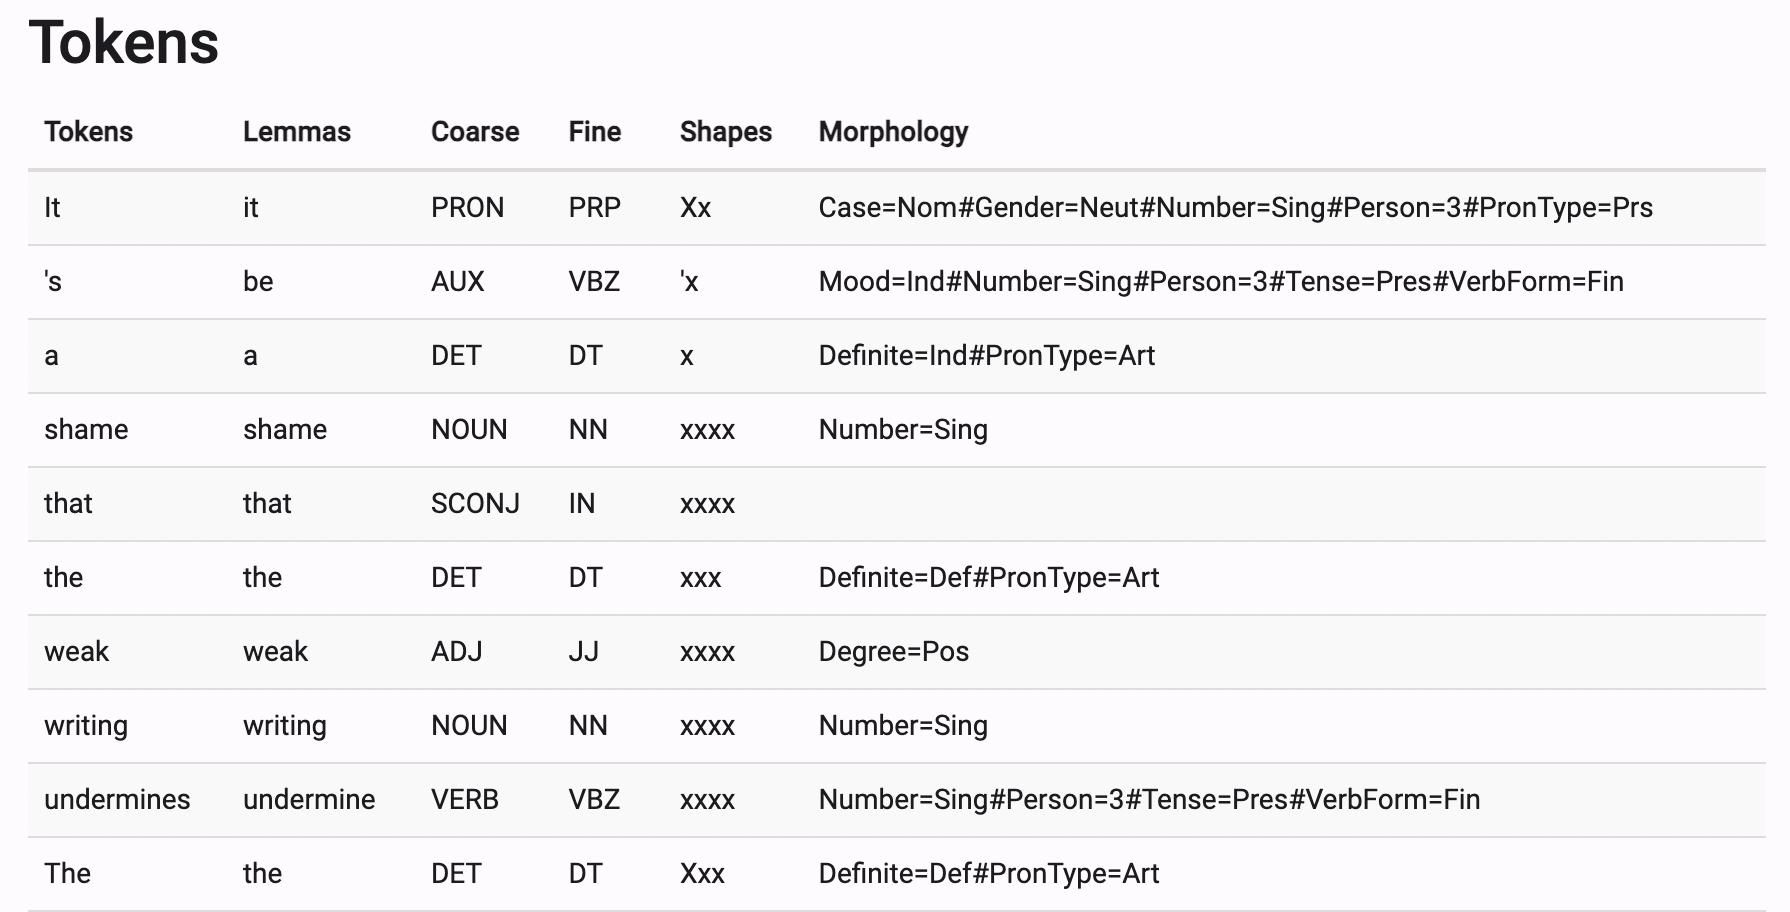 Tokens
Tokens Lemmas Coarse Fine Shapes Morphology
It it PRON PRP Xx Case=Nom#Gender=Neut#Number=Sing#Person=3#PronType=Prs
's be AUX VBZ 'x Mood=Ind#Number=Sing#Person=3#Tense=Pres#VerbForm=Fin
a a DET DT x Definite=Ind#PronType=Art
shame shame NOUN NN xxxx Number=Sing
that that SCONJ IN xxxx
the the DET DT xxx Definite=Def#PronType=Art
weak weak ADJ JJ xxxx Degree=Pos
writing writing NOUN NN xxxx Number=Sing
undermines undermine VERB VBZ xxxx Number=Sing#Person=3#Tense=Pres#VerbForm=Fin
The the DET DT Xxx Definite=Def#PronType=Art